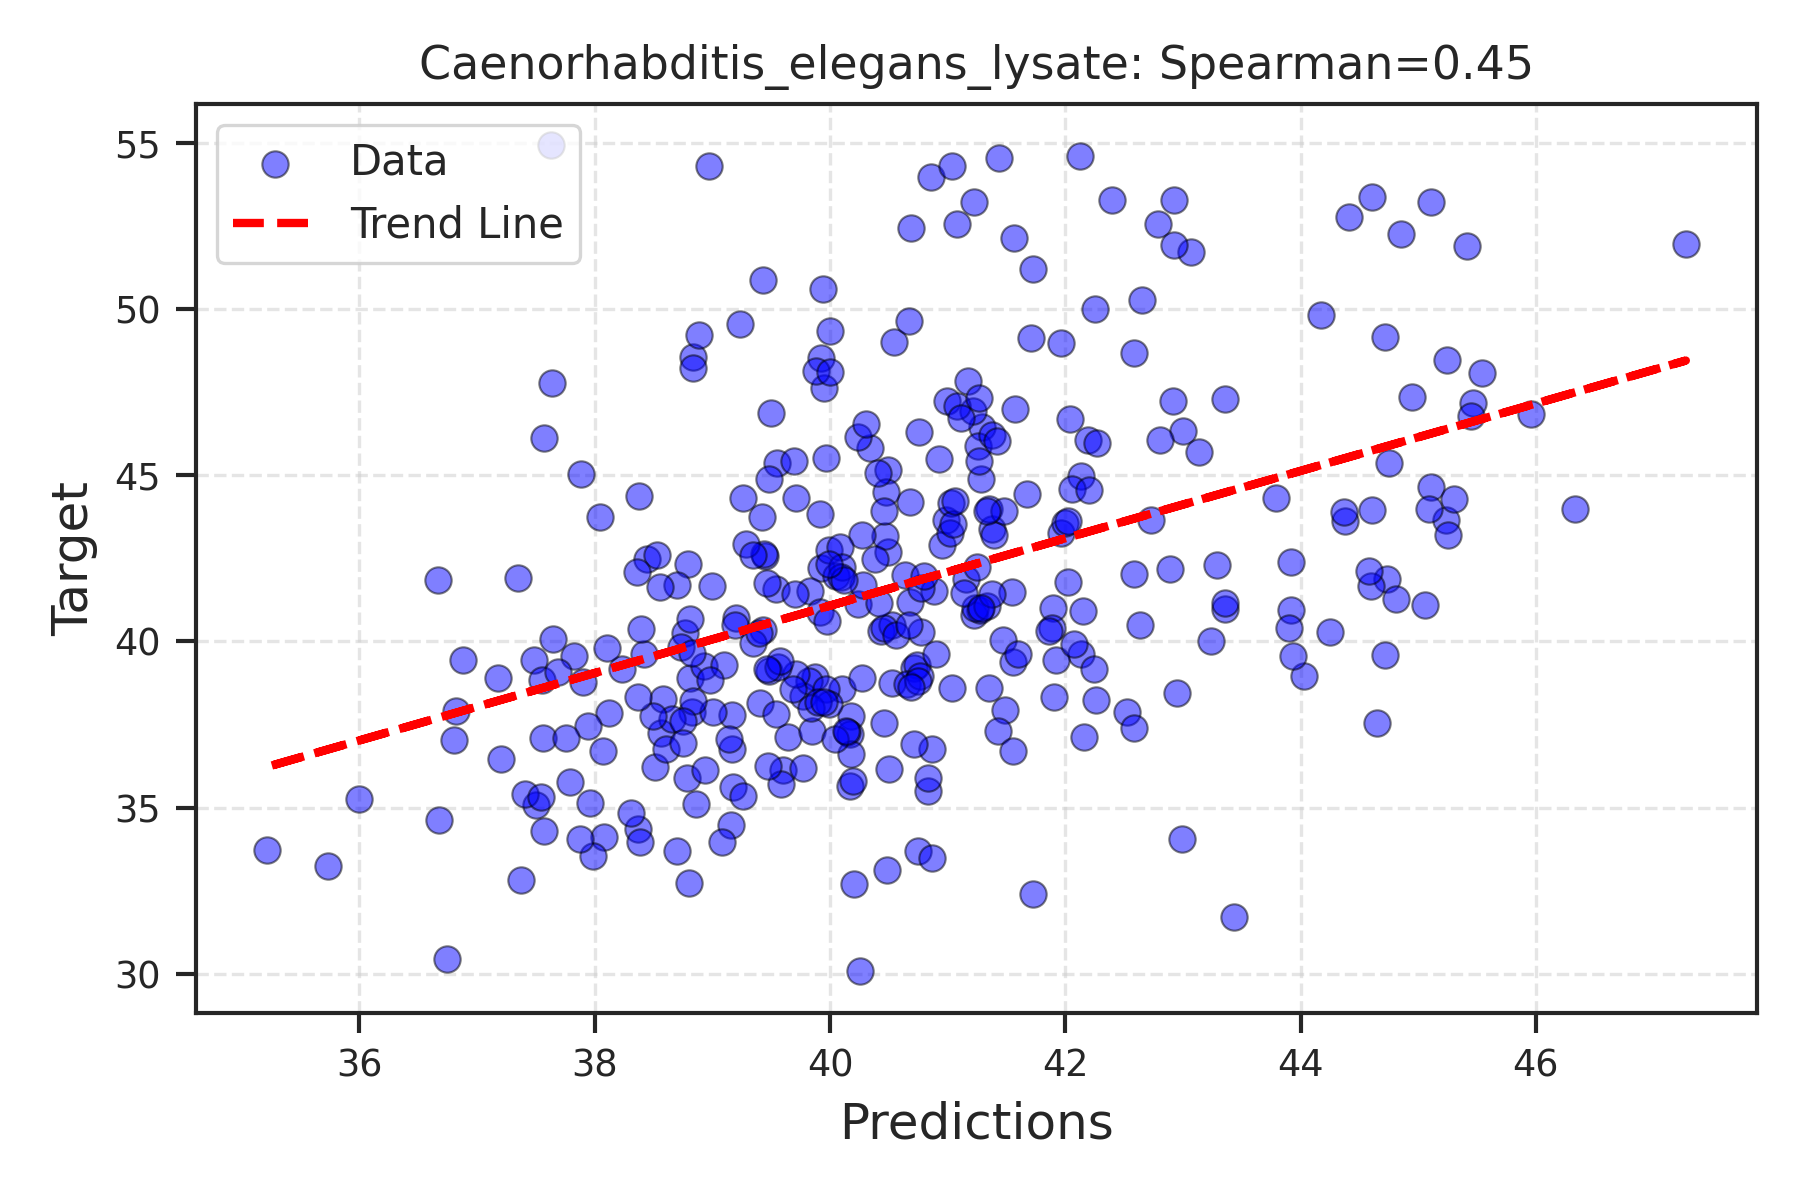 Caenorhabditis_elegans_lysate: Spearman=0.45
Data
Trend Line
Target
55
50
45
40
35
30
36 38 40 42 44 46
Predictions